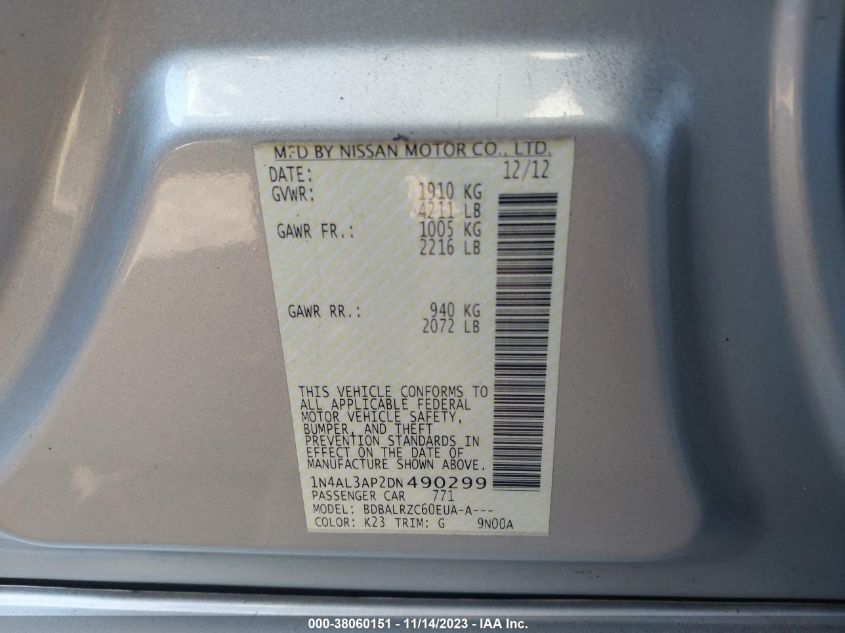 MFD BY NISSAN MOTOR CO., LTD.
DATE: 12/12
GVWR: 1910 KG
4211 LB
GAWR FR.: 1005 KG
2216 LB
GAWR RR.: 940 KG
2072 LB
THIS VEHICLE CONFORMS TO
ALL APPLICABLE FEDERAL
MOTOR VEHICLE SAFETY,
BUMPER, AND THEFT
PREVENTION STANDARDS IN
EFFECT ON THE DATE OF
MANUFACTURE SHOWN ABOVE.
1N4AL3AP2DN490299
PASSENGER CAR 771
MODEL: BDBALRZC60EUA-A---
COLOR: K23 TRIM: G 9N00A
000-38060151 - 11/14/2023 - IAA Inc.